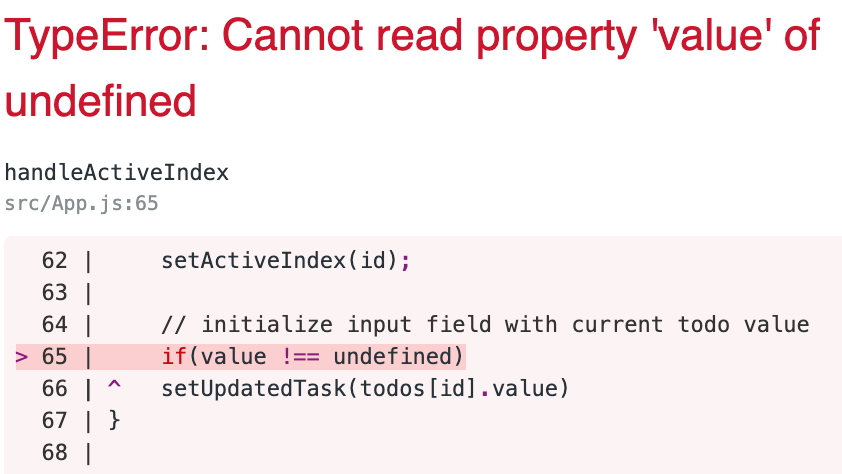 TypeError: Cannot read property 'value' of
undefined
handleActiveIndex
src/App.js:65
  62 |     setActiveIndex(id);
  63 |
  64 |     // initialize input field with current todo value
> 65 |     if(value !== undefined)
  66 | ^   setUpdatedTask(todos[id].value)
  67 | }
  68 |